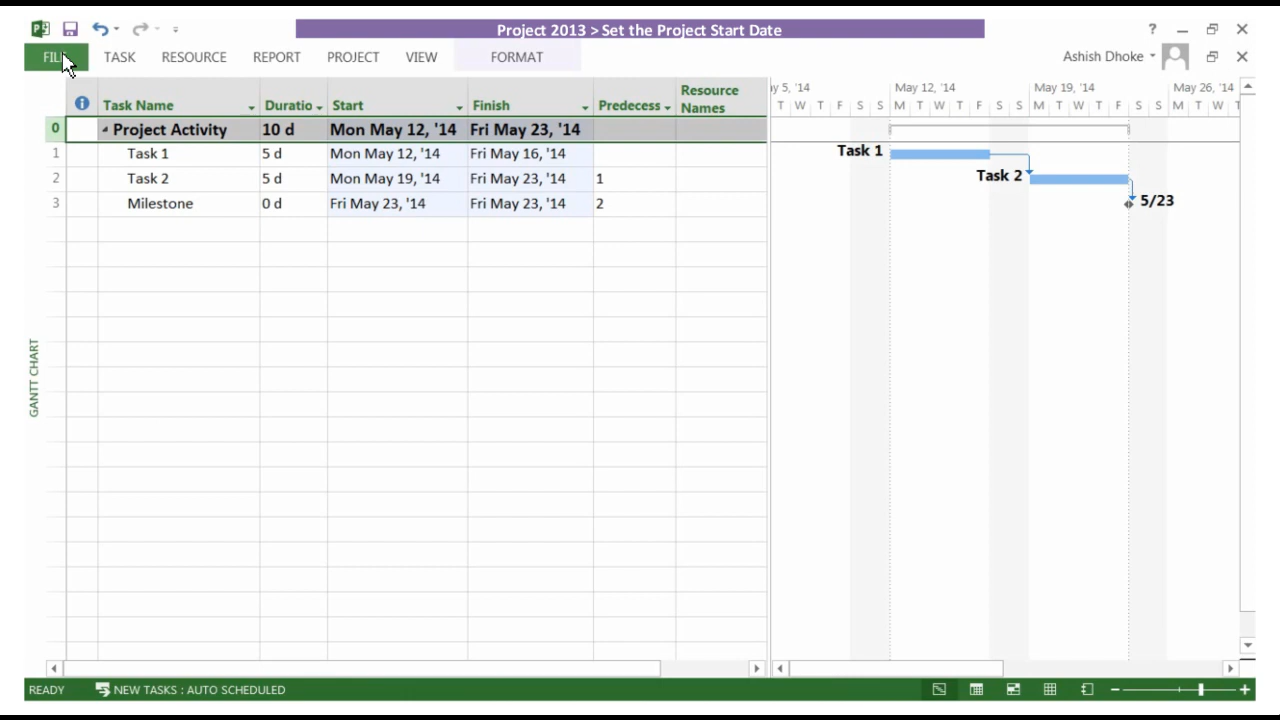 Project 2013 > Set the Project Start Date
?
FILE TASK RESOURCE REPORT PROJECT VIEW FORMAT
Ashish Dhoke
Task Name Duratio Start Finish Predecess Resource Names
0 Project Activity 10 d Mon May 12, '14 Fri May 23, '14
1 Task 1 5 d Mon May 12, '14 Fri May 16, '14
2 Task 2 5 d Mon May 19, '14 Fri May 23, '14 1
3 Milestone 0 d Fri May 23, '14 Fri May 23, '14 2
y 5, '14 May 12, '14 May 19, '14 May 26, '14
T W T F S S M T W T F S S M T W T F S S M T W T
Task 1
Task 2
5/23
GANTT CHART
READY NEW TASKS : AUTO SCHEDULED